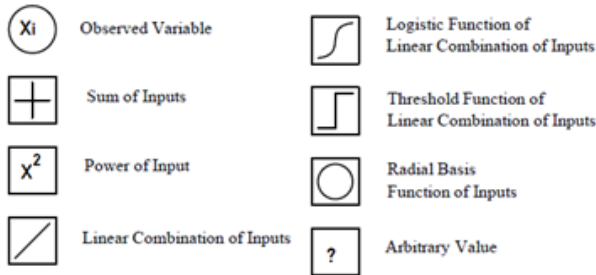 Xi
Observed Variable
Sum of Inputs
X²
Power of Input
Linear Combination of Inputs
Logistic Function of
Linear Combination of Inputs
Threshold Function of
Linear Combination of Inputs
Radial Basis
Function of Inputs
?
Arbitrary Value